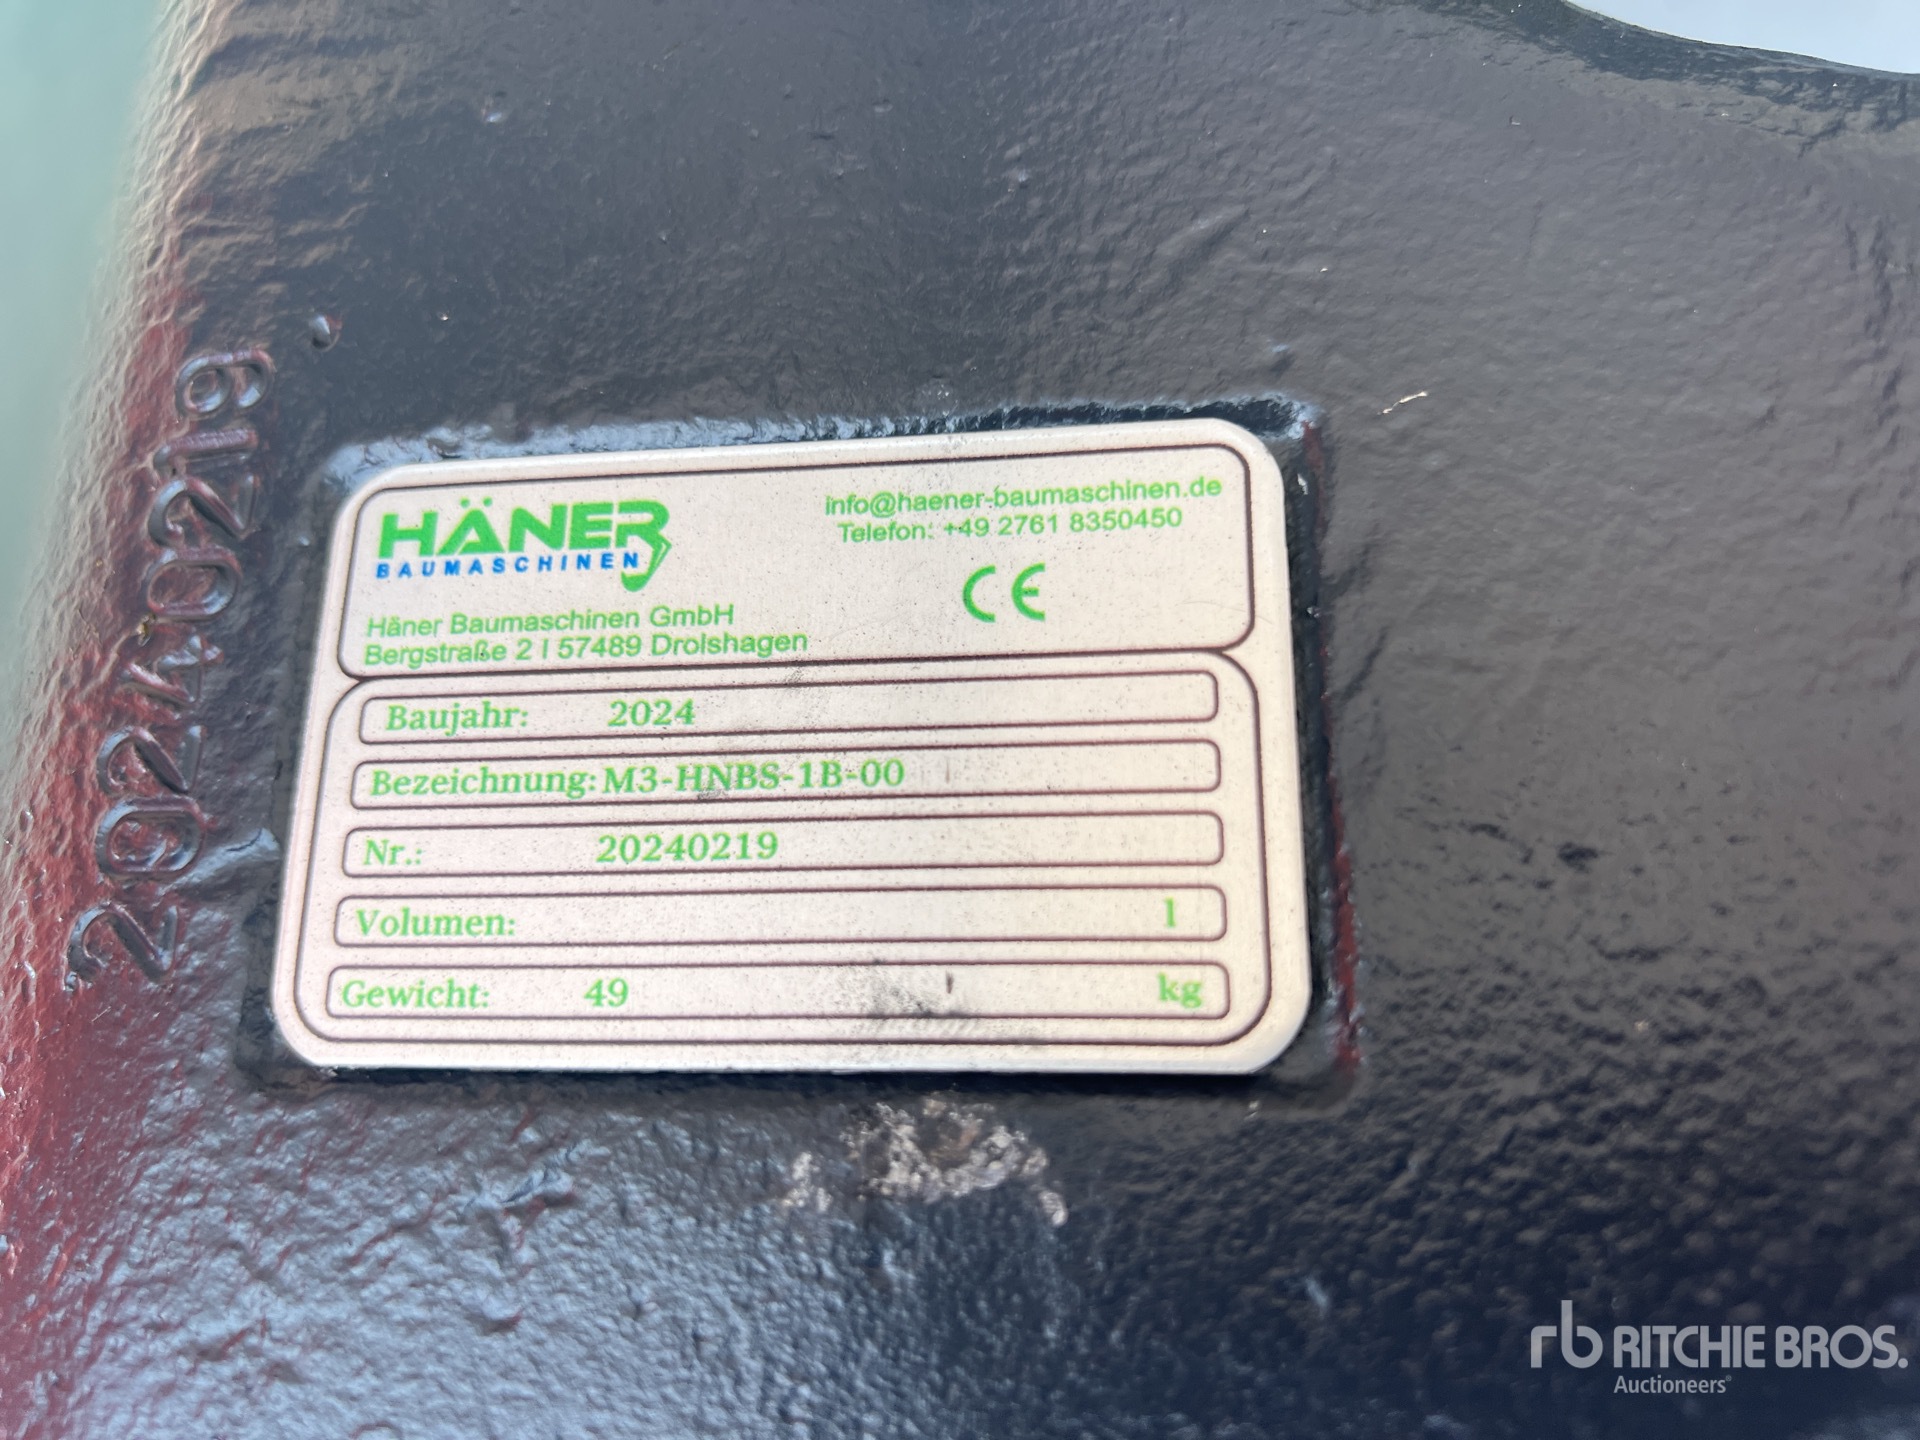 20240219
HÄNER
BAUMASCHINEN
info@haener-baumaschinen.de
Telefon: +49 2761 8350450
CE
Häner Baumaschinen GmbH
Bergstraße 2 I 57489 Drolshagen
Baujahr: 2024
Bezeichnung: M3-HNBS-1B-00
Nr.: 20240219
Volumen: l
Gewicht: 49 kg
rb RITCHIE BROS.
Auctioneers®